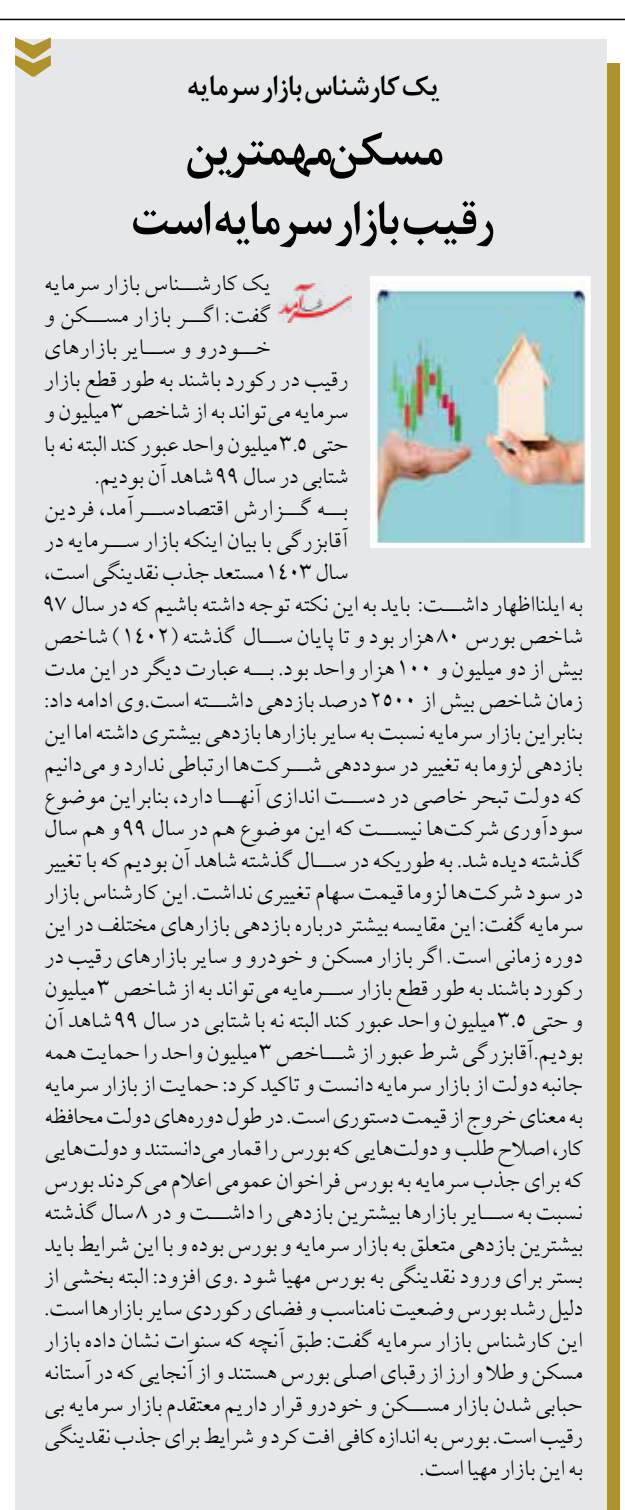 یک کارشناس بازار سرمایه
مسکن مهمترین
رقیب بازار سرمایه است
سرآمد
یک کارشناس بازار سرمایه
گفت: اگر بازار مسکن و
خودرو و سایر بازارهای
رقیب در رکورد باشند به طور قطع بازار
سرمایه می‌تواند به از شاخص ۳میلیون و
حتی ۳.۵میلیون واحد عبور کند البته نه با
شتابی در سال ۹۹ شاهد آن بودیم.
به گزارش اقتصادسرآمد، فردین
آقابزرگی با بیان اینکه بازار سرمایه در
سال ۱۴۰۳ مستعد جذب نقدینگی است،
به ایلنااظهار داشت: باید به این نکته توجه داشته باشیم که در سال ۹۷
شاخص بورس ۸۰هزار بود و تا پایان سال گذشته (۱۴۰۲) شاخص
بیش از دو میلیون و ۱۰۰ هزار واحد بود. به عبارت دیگر در این مدت
زمان شاخص بیش از ۲۵۰۰ درصد بازدهی داشته است.وی ادامه داد:
بنابراین بازار سرمایه نسبت به سایر بازارها بازدهی بیشتری داشته اما این
بازدهی لزوما به تغییر در سوددهی شرکت‌ها ارتباطی ندارد و می‌دانیم
که دولت تبحر خاصی در دست اندازی آنها دارد، بنابراین موضوع
سودآوری شرکت‌ها نیست که این موضوع هم در سال ۹۹ و هم سال
گذشته دیده شد. به طوریکه در سال گذشته شاهد آن بودیم که با تغییر
در سود شرکت‌ها لزوما قیمت سهام تغییری نداشت. این کارشناس بازار
سرمایه گفت: این مقایسه بیشتر درباره بازدهی بازارهای مختلف در این
دوره زمانی است. اگر بازار مسکن و خودرو و سایر بازارهای رقیب در
رکورد باشند به طور قطع بازار سرمایه می‌تواند به از شاخص ۳میلیون
و حتی ۳.۵میلیون واحد عبور کند البته نه با شتابی در سال ۹۹ شاهد آن
بودیم.آقابزرگی شرط عبور از شاخص ۳میلیون واحد را حمایت همه
جانبه دولت از بازار سرمایه دانست و تاکید کرد: حمایت از بازار سرمایه
به معنای خروج از قیمت دستوری است. در طول دوره‌های دولت محافظه
کار، اصلاح طلب و دولت‌هایی که بورس را قمار می‌دانستند و دولت‌هایی
که برای جذب سرمایه به بورس فراخوان عمومی اعلام می‌کردند بورس
نسبت به سایر بازارها بیشترین بازدهی را داشت و در ۸سال گذشته
بیشترین بازدهی متعلق به بازار سرمایه و بورس بوده و با این شرایط باید
بستر برای ورود نقدینگی به بورس مهیا شود .وی افزود: البته بخشی از
دلیل رشد بورس وضعیت نامناسب و فضای رکوردی سایر بازارها است.
این کارشناس بازار سرمایه گفت: طبق آنچه که سنوات نشان داده بازار
مسکن و طلا و ارز از رقبای اصلی بورس هستند و از آنجایی که در آستانه
حبابی شدن بازار مسکن و خودرو قرار داریم معتقدم بازار سرمایه بی
رقیب است. بورس به اندازه کافی افت کرد و شرایط برای جذب نقدینگی
به این بازار مهیا است.